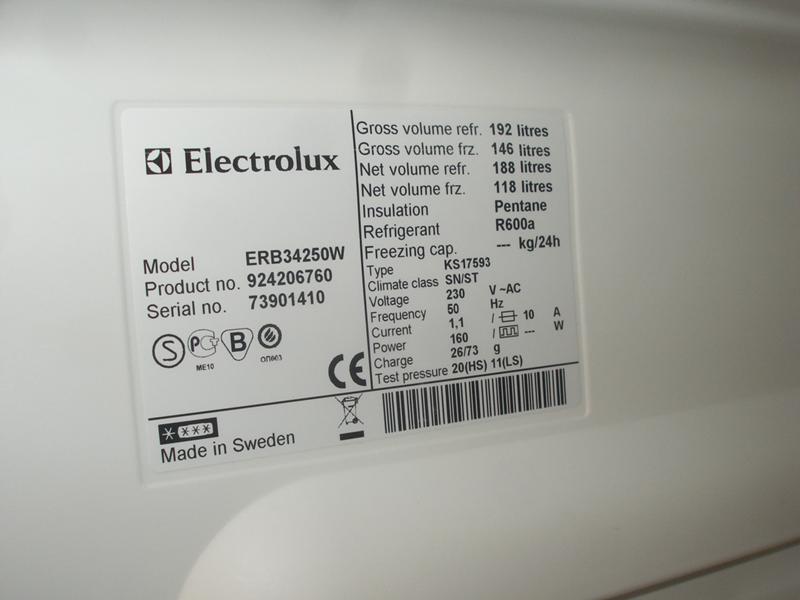 Electrolux
Model ERB34250W
Product no. 924206760
Serial no. 73901410
S PCT B
ME10 ОП003
CE
Made in Sweden
Gross volume refr. 192 litres
Gross volume frz. 146 litres
Net volume refr. 188 litres
Net volume frz. 118 litres
Insulation Pentane
Refrigerant R600a
Freezing cap. --- kg/24h
Type KS17593
Climate class SN/ST
Voltage 230 V ~AC
Frequency 50 Hz
Current 1,1 / 10 A
Power 160 / --- W
Charge 26/73 g
Test pressure 20(HS) 11(LS)